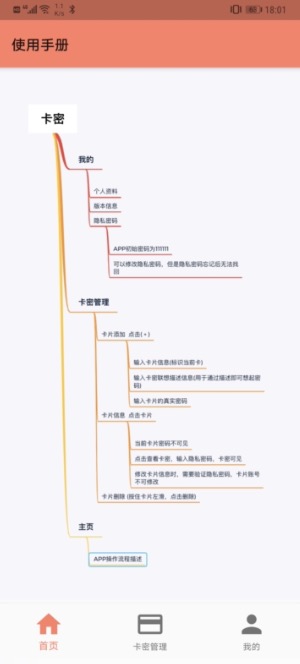 18:01
使用手册
卡密
我的
个人资料
版本信息
隐私密码
APP初始密码为111111
可以修改隐私密码，但是隐私密码忘记后无法找
回
卡密管理
卡片添加 点击(+)
输入卡片信息(标识当前卡)
输入卡密联想描述信息(用于通过描述即可想起密
码)
输入卡片的真实密码
卡片信息 点击卡片
当前卡片密码不可见
点击查看卡密，输入隐私密码，卡密可见
修改卡片信息时，需要验证隐私密码，卡片账号
不可修改
卡片删除 (按住卡片左滑，点击删除)
主页
APP操作流程描述
首页
卡密管理
我的